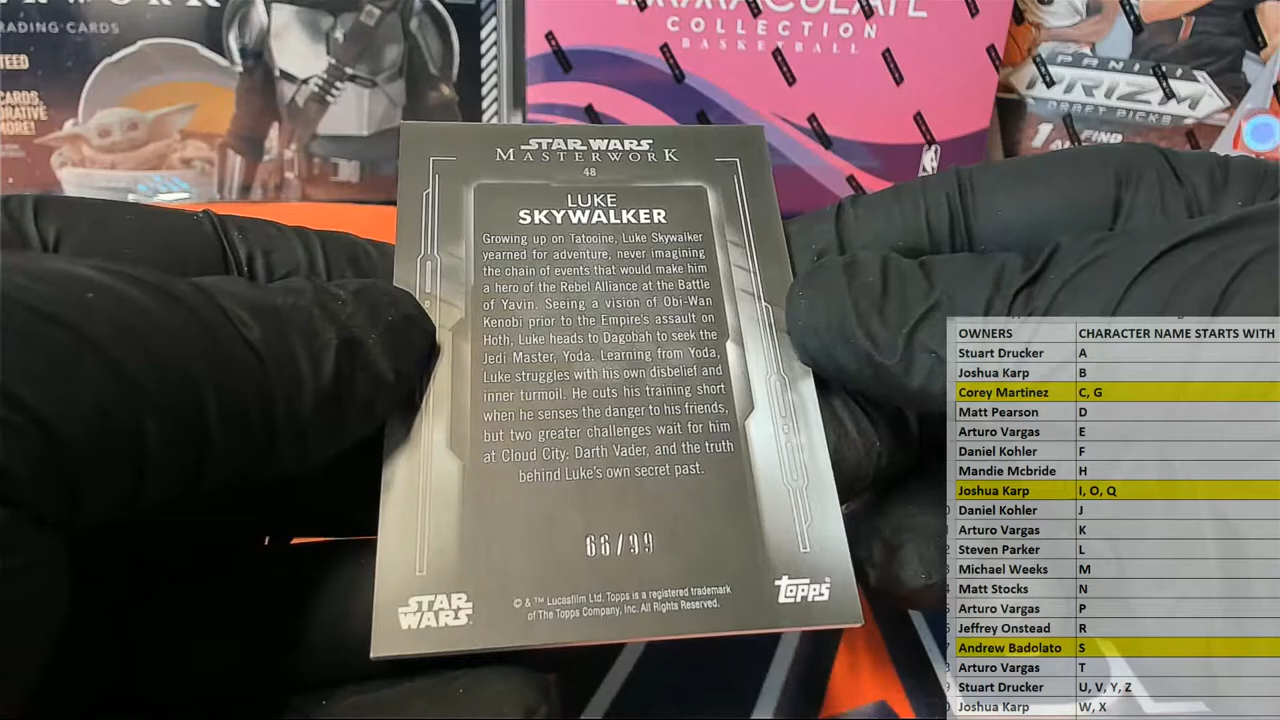 RADING CARDS
TEED
CARDS,
ORATIVE
MORE!
COLLECTION
BASKETBALL
PANINI
PRIZM
DRAFT PICKS
1
FIND
STAR WARS
MASTERWORK
48
LUKE
SKYWALKER
Growing up on Tatooine, Luke Skywalker
yearned for adventure, never imagining
the chain of events that would make him
a hero of the Rebel Alliance at the Battle
of Yavin. Seeing a vision of Obi-Wan
Kenobi prior to the Empire's assault on
Hoth, Luke heads to Dagobah to seek the
Jedi Master, Yoda. Learning from Yoda,
Luke struggles with his own disbelief and
inner turmoil. He cuts his training short
when he senses the danger to his friends,
but two greater challenges wait for him
at Cloud City: Darth Vader, and the truth
behind Luke's own secret past.
66/99
STAR WARS
© & ™ Lucasfilm Ltd. Topps is a registered trademark
of The Topps Company, Inc. All Rights Reserved.
topps
OWNERS CHARACTER NAME STARTS WITH
Stuart Drucker A
Joshua Karp B
Corey Martinez C, G
Matt Pearson D
Arturo Vargas E
Daniel Kohler F
Mandie Mcbride H
Joshua Karp I, O, Q
Daniel Kohler J
Arturo Vargas K
Steven Parker L
Michael Weeks M
Matt Stocks N
Arturo Vargas P
Jeffrey Onstead R
Andrew Badolato S
Arturo Vargas T
Stuart Drucker U, V, Y, Z
Joshua Karp W, X